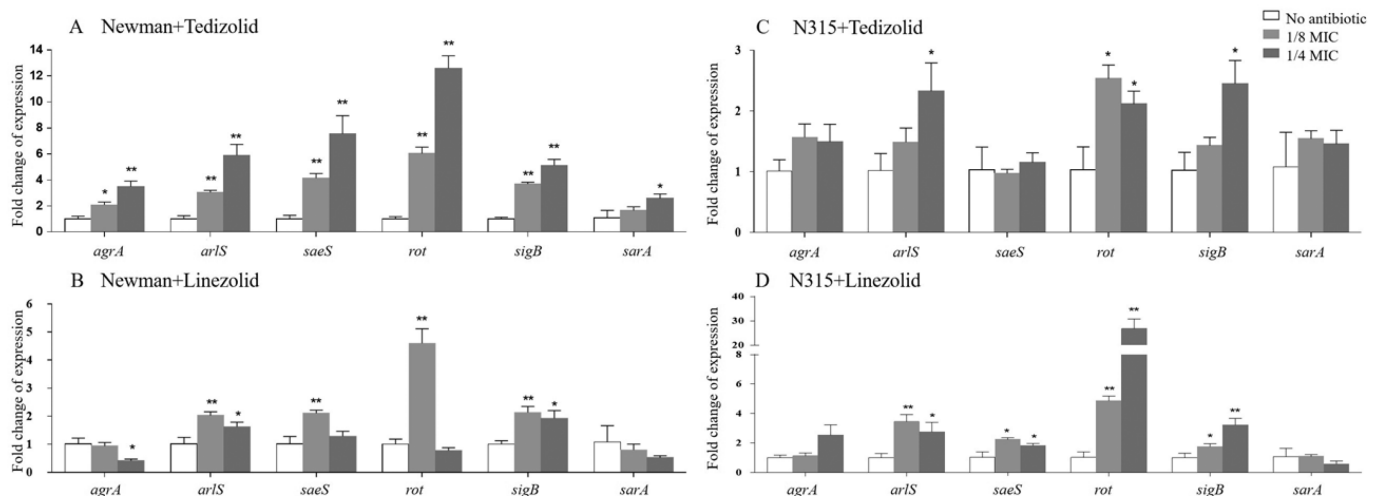 A Newman+Tedizolid
Fold change of expression
14
12
10
8
6
4
2
0
* ** ** ** ** ** ** ** ** ** *
agrA arlS saeS rot sigB sarA
C N315+Tedizolid
No antibiotic
1/8 MIC
1/4 MIC
Fold change of expression
3
2
1
0
* * * *
agrA arlS saeS rot sigB sarA
B Newman+Linezolid
Fold change of expression
6
5
4
3
2
1
0
* ** * ** ** ** *
agrA arlS saeS rot sigB sarA
D N315+Linezolid
Fold change of expression
40
30
20
8
6
4
2
0
** * * * ** ** * **
agrA arlS saeS rot sigB sarA